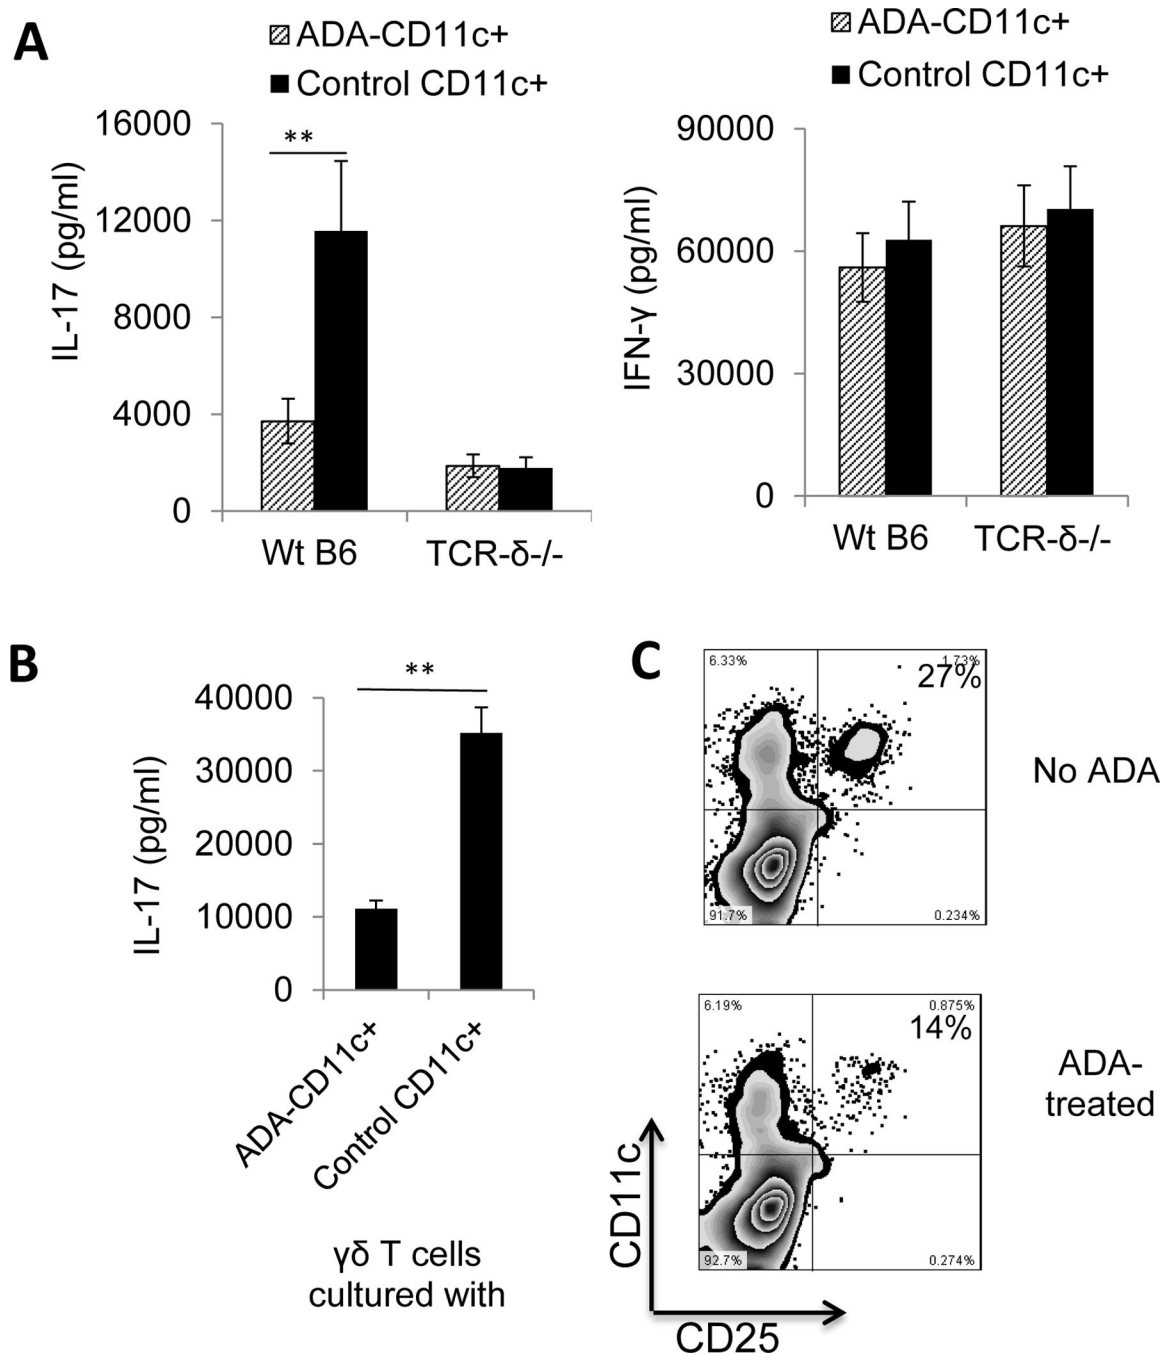 A
ADA-CD11c+
Control CD11c+
16000
12000
8000
4000
0
IL-17 (pg/ml)
**
Wt B6
TCR-δ-/-
ADA-CD11c+
Control CD11c+
90000
60000
30000
0
IFN-γ (pg/ml)
Wt B6
TCR-δ-/-
B
**
40000
30000
20000
10000
0
IL-17 (pg/ml)
ADA-CD11c+
Control CD11c+
γδ T cells
cultured with
C
6.33%
1.73%
27%
91.7%
0.234%
No ADA
6.19%
0.875%
14%
92.7%
0.274%
ADA-
treated
CD11c
CD25